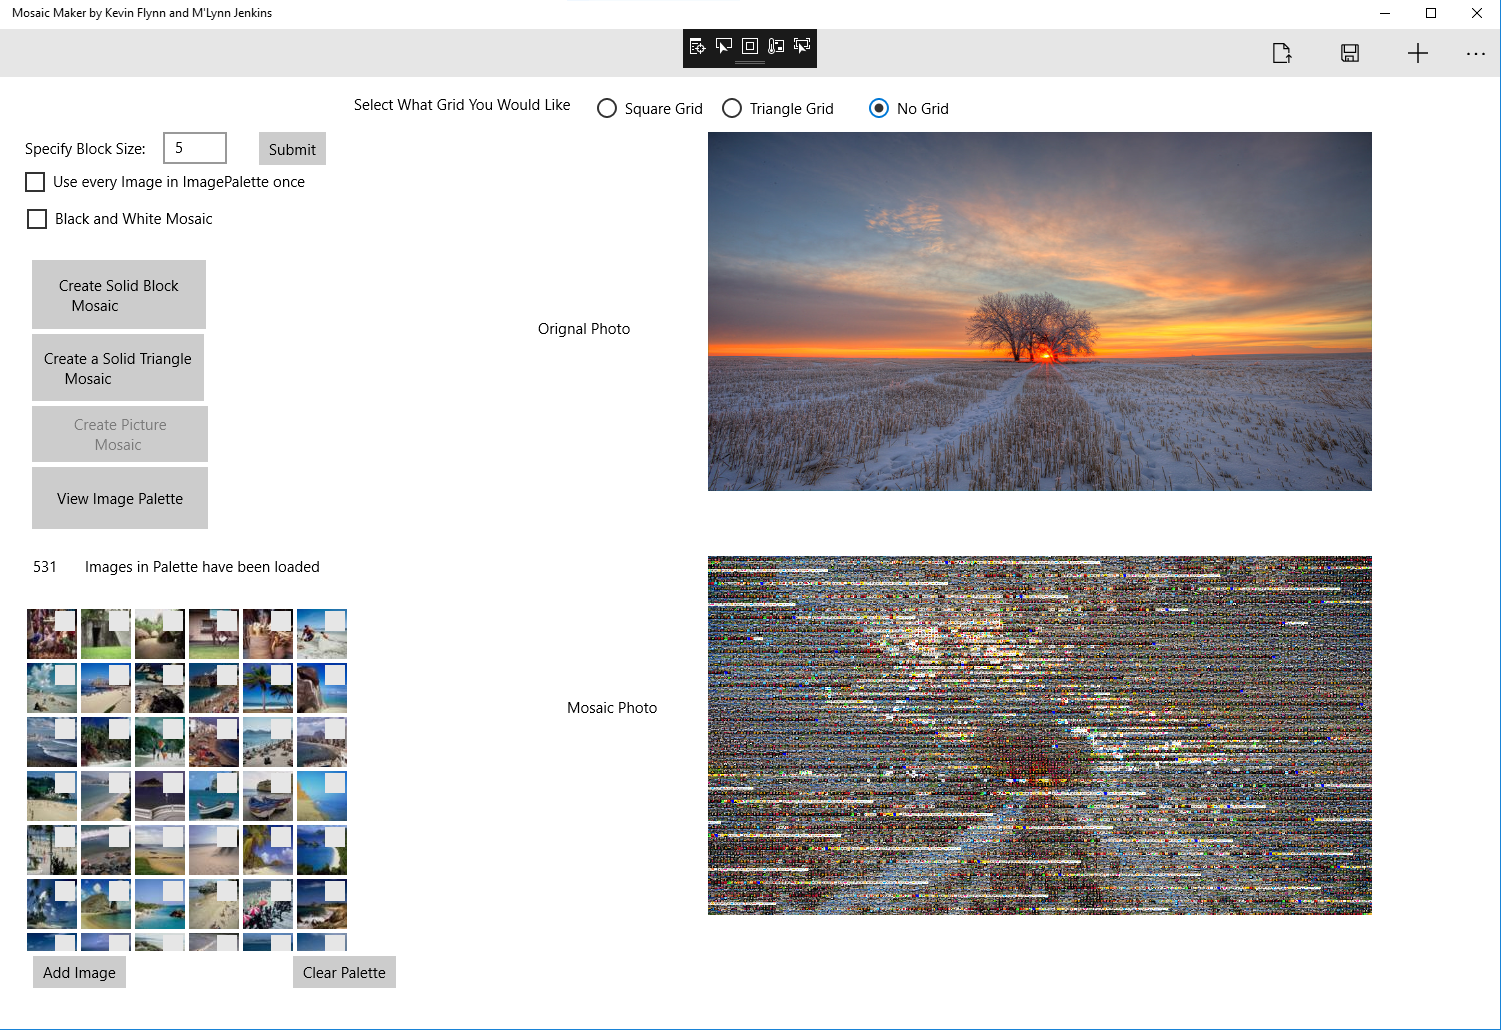 Mosaic Maker by Kevin Flynn and M'Lynn Jenkins
Select What Grid You Would Like
Square Grid
Triangle Grid
No Grid
Specify Block Size:
5
Submit
Use every Image in ImagePalette once
Black and White Mosaic
Create Solid Block
Mosaic
Create a Solid Triangle
Mosaic
Create Picture
Mosaic
View Image Palette
Orignal Photo
531 Images in Palette have been loaded
Mosaic Photo
Add Image
Clear Palette